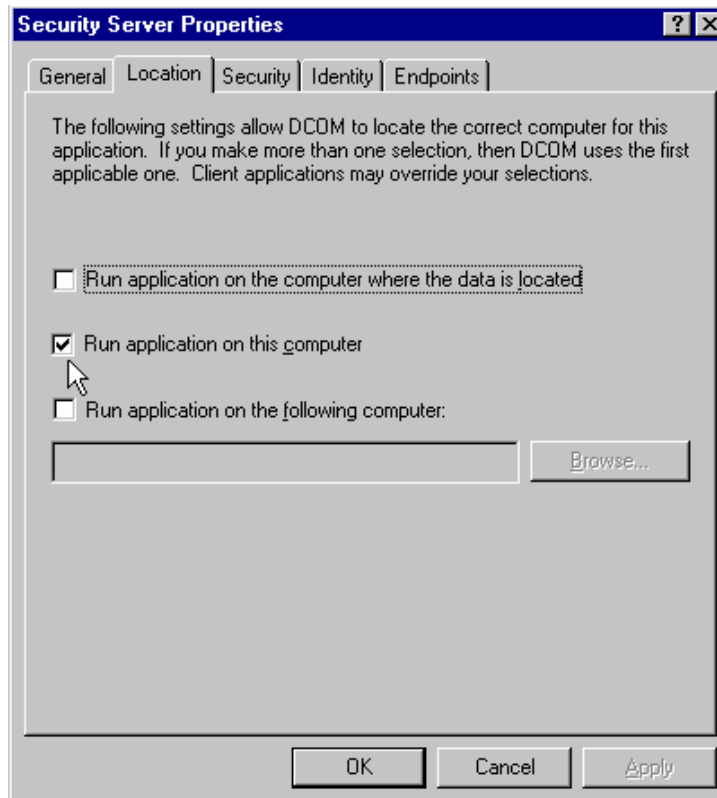 Security Server Properties
General Location Security Identity Endpoints
The following settings allow DCOM to locate the correct computer for this
application.  If you make more than one selection, then DCOM uses the first
applicable one.  Client applications may override your selections.
Run application on the computer where the data is located
Run application on this computer
Run application on the following computer:
Browse...
OK Cancel Apply